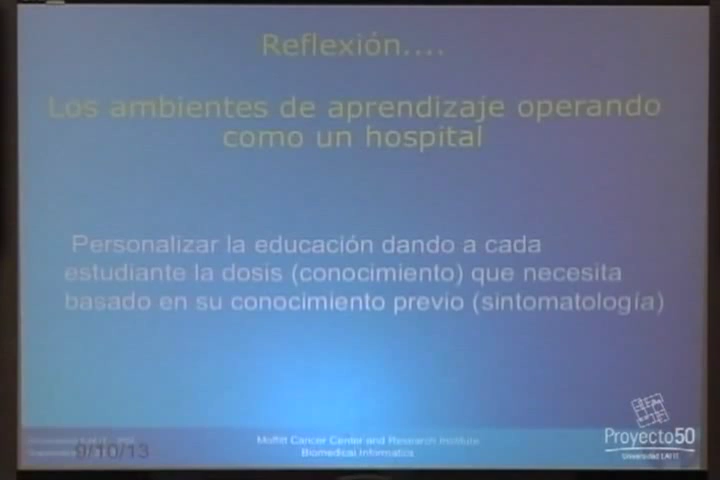 Reflexión....
Los ambientes de aprendizaje operando
como un hospital
Personalizar la educación dando a cada
estudiante la dosis (conocimiento) que necesita
basado en su conocimiento previo (sintomatología)
9/10/13
Moffitt Cancer Center and Research Institute
Biomedical Informatics
Proyecto50
Universidad EAFIT